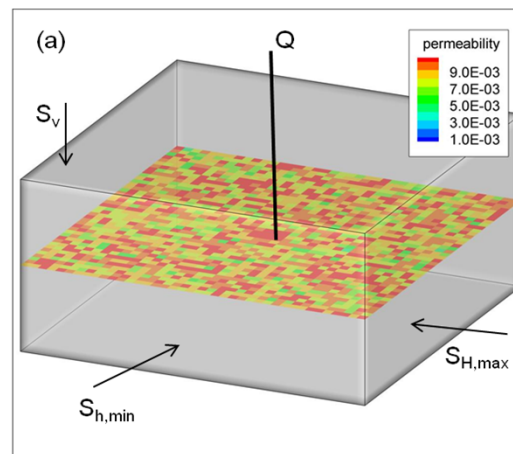 (a)
Q
permeability
9.0E-03
7.0E-03
5.0E-03
3.0E-03
1.0E-03
Sv
SH,max
Sh,min